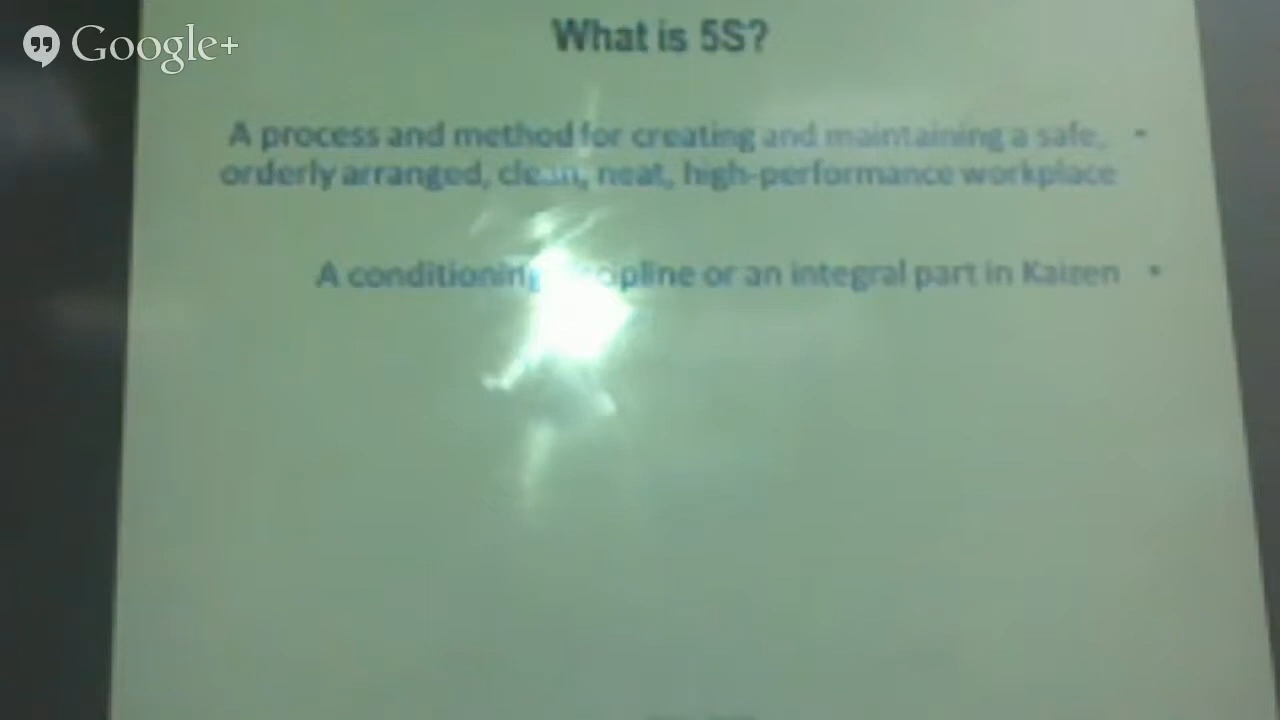 Google+
What is 5S?
A process and method for creating and maintaining a safe,
orderly arranged, clean, neat, high-performance workplace
A conditioning or an integral part in Kaizen